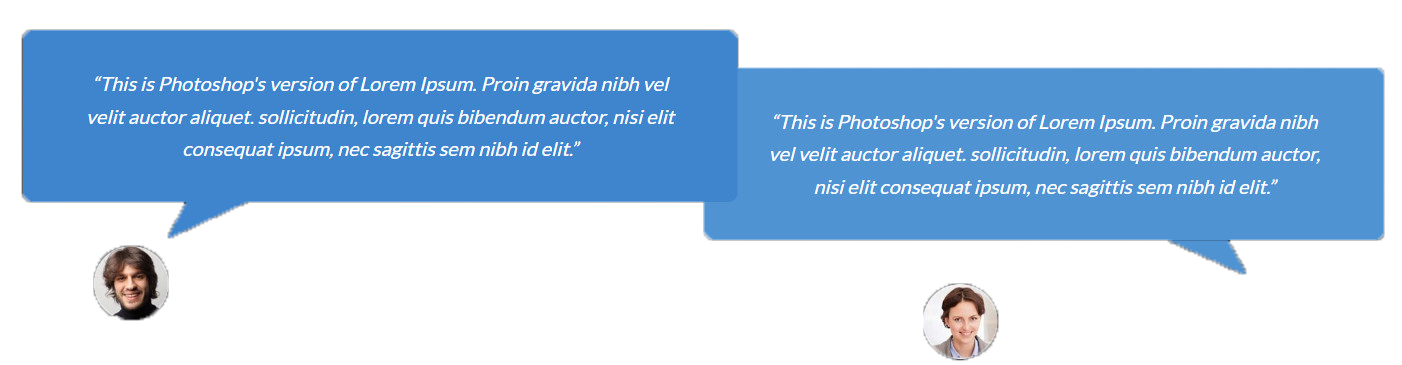 “This is Photoshop's version of Lorem Ipsum. Proin gravida nibh vel
velit auctor aliquet. sollicitudin, lorem quis bibendum auctor, nisi elit
consequat ipsum, nec sagittis sem nibh id elit.”
“This is Photoshop's version of Lorem Ipsum. Proin gravida nibh
vel velit auctor aliquet. sollicitudin, lorem quis bibendum auctor,
nisi elit consequat ipsum, nec sagittis sem nibh id elit.”